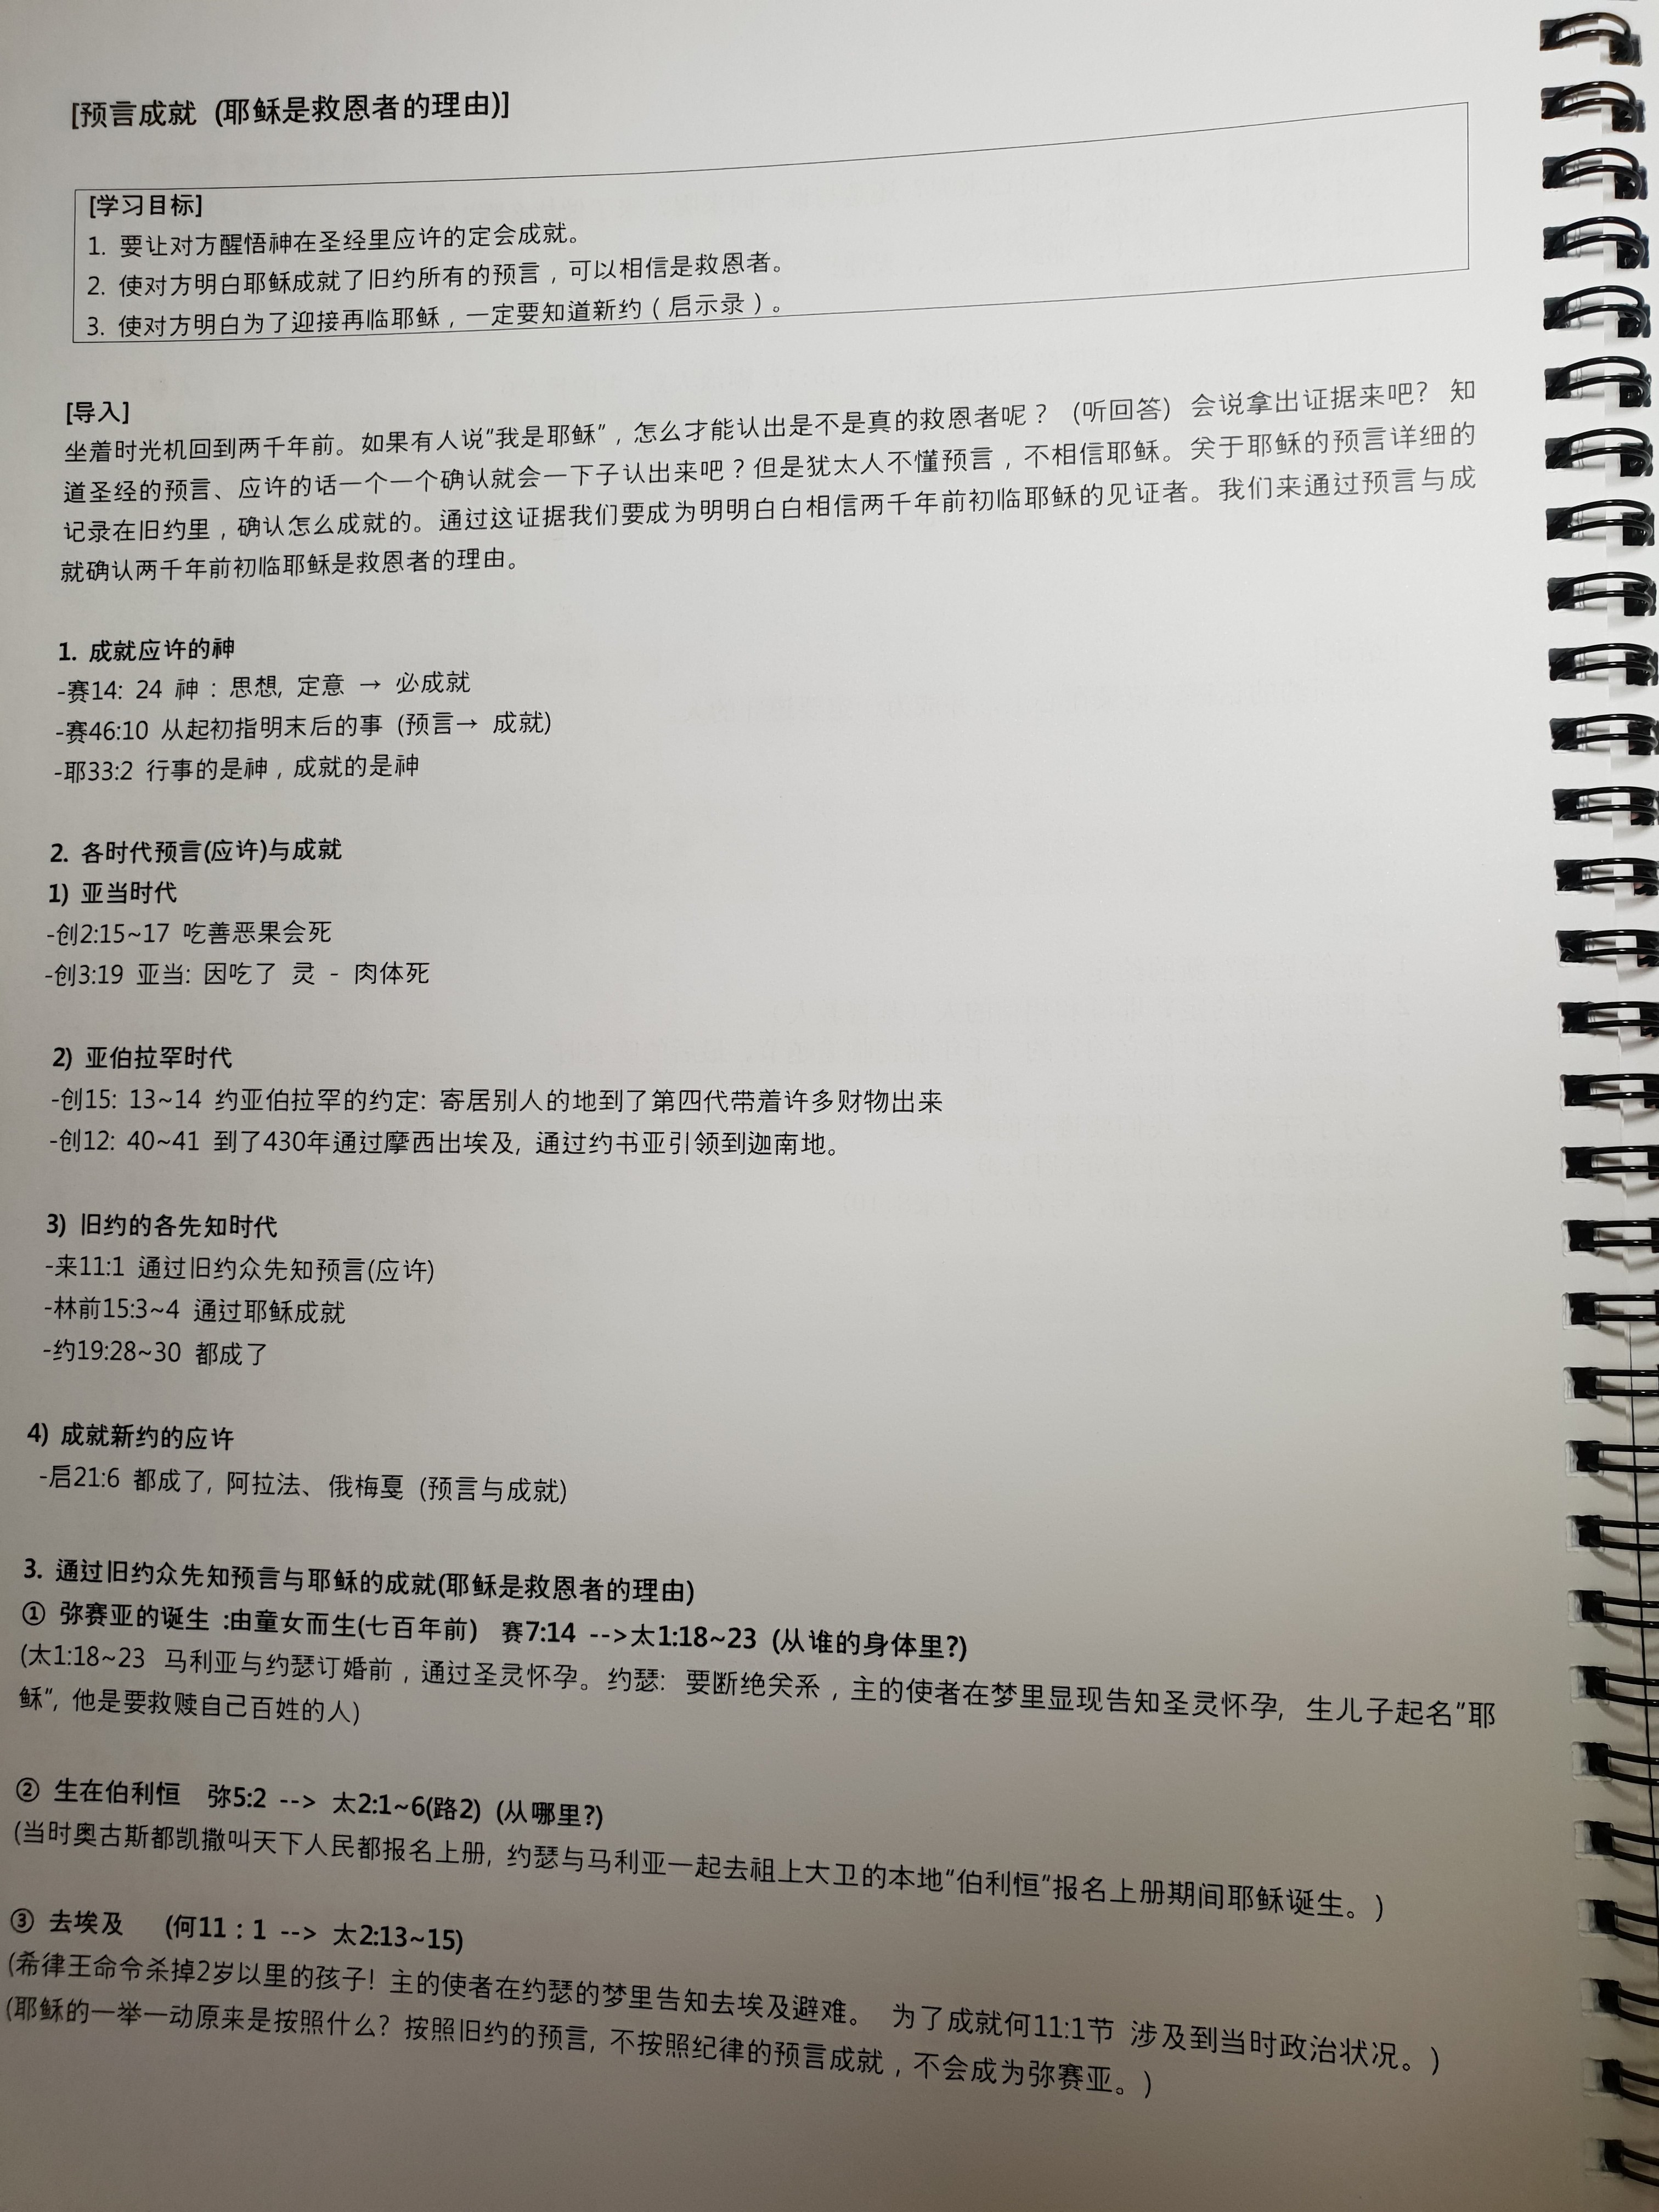 [预言成就 (耶稣是救恩者的理由)]
[学习目标]
1. 要让对方醒悟神在圣经里应许的定会成就。
2. 使对方明白耶稣成就了旧约所有的预言，可以相信是救恩者。
3. 使对方明白为了迎接再临耶稣，一定要知道新约（启示录）。
[导入]
坐着时光机回到两千年前。如果有人说“我是耶稣”，怎么才能认出是不是真的救恩者呢？ (听回答) 会说拿出证据来吧? 知
道圣经的预言、应许的话一个一个确认就会一下子认出来吧？但是犹太人不懂预言，不相信耶稣。关于耶稣的预言详细的
记录在旧约里，确认怎么成就的。通过这证据我们要成为明明白白相信两千年前初临耶稣的见证者。我们来通过预言与成
就确认两千年前初临耶稣是救恩者的理由。
1. 成就应许的神
-赛14: 24 神 : 思想, 定意 → 必成就
-赛46:10 从起初指明末后的事 (预言→ 成就)
-耶33:2 行事的是神，成就的是神
2. 各时代预言(应许)与成就
1) 亚当时代
-创2:15~17 吃善恶果会死
-创3:19 亚当: 因吃了 灵 - 肉体死
2) 亚伯拉罕时代
-创15: 13~14 约亚伯拉罕的约定: 寄居别人的地到了第四代带着许多财物出来
-创12: 40~41 到了430年通过摩西出埃及, 通过约书亚引领到迦南地。
3) 旧约的各先知时代
-来11:1 通过旧约众先知预言(应许)
-林前15:3~4 通过耶稣成就
-约19:28~30 都成了
4) 成就新约的应许
-启21:6 都成了, 阿拉法、俄梅戛 (预言与成就)
3. 通过旧约众先知预言与耶稣的成就(耶稣是救恩者的理由)
① 弥赛亚的诞生 :由童女而生(七百年前) 赛7:14 -->太1:18~23 (从谁的身体里?)
(太1:18~23 马利亚与约瑟订婚前，通过圣灵怀孕。约瑟: 要断绝关系，主的使者在梦里显现告知圣灵怀孕, 生儿子起名“耶
稣”, 他是要救赎自己百姓的人)
② 生在伯利恒 弥5:2 --> 太2:1~6(路2) (从哪里?)
(当时奥古斯都凯撒叫天下人民都报名上册, 约瑟与马利亚一起去祖上大卫的本地“伯利恒”报名上册期间耶稣诞生。)
③ 去埃及 (何11：1 --> 太2:13~15)
(希律王命令杀掉2岁以里的孩子! 主的使者在约瑟的梦里告知去埃及避难。 为了成就何11:1节 涉及到当时政治状况。)
(耶稣的一举一动原来是按照什么? 按照旧约的预言, 不按照纪律的预言成就，不会成为弥赛亚。)